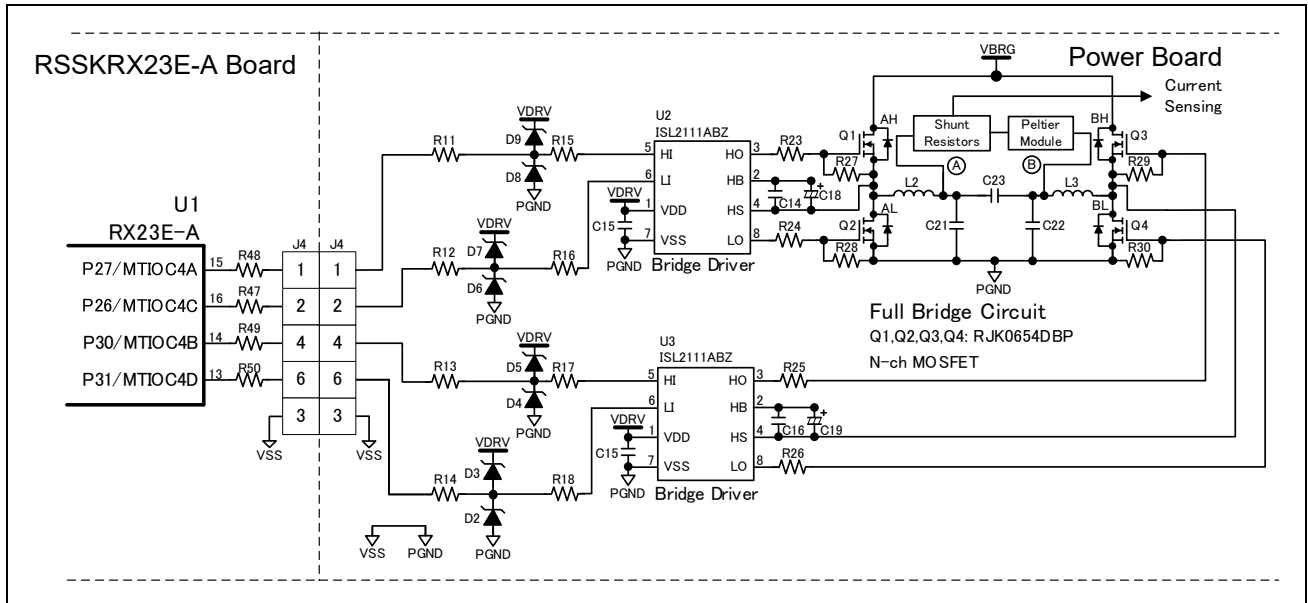 RSSKRX23E-A Board
Power Board
VBRG
Current
Sensing
U1
RX23E-A
P27/MTIOC4A
15
R48
P26/MTIOC4C
16
R47
P30/MTIOC4B
14
R49
P31/MTIOC4D
13
R50
J4
J4
1
1
2
2
4
4
6
6
3
3
VSS
VSS
VSS
PGND
R11
VDRV
D9
D8
PGND
R15
R12
VDRV
D7
D6
PGND
R16
R13
VDRV
D5
D4
PGND
R17
R14
VDRV
D3
D2
PGND
R18
U2
ISL2111ABZ
5
HI
HO
3
6
LI
HB
2
VDRV
1
VDD
HS
4
C15
7
VSS
LO
8
PGND
Bridge Driver
R23
C14
+
C18
R24
U3
ISL2111ABZ
5
HI
HO
3
6
LI
HB
2
VDRV
1
VDD
HS
4
C15
7
VSS
LO
8
PGND
Bridge Driver
R25
C16
+
C19
R26
Q1
AH
R27
Shunt
Resistors
Peltier
Module
BH
Q3
R29
A
B
L2
C23
L3
AL
Q2
R28
C21
C22
BL
Q4
R30
PGND
Full Bridge Circuit
Q1,Q2,Q3,Q4: RJK0654DBP
N-ch MOSFET